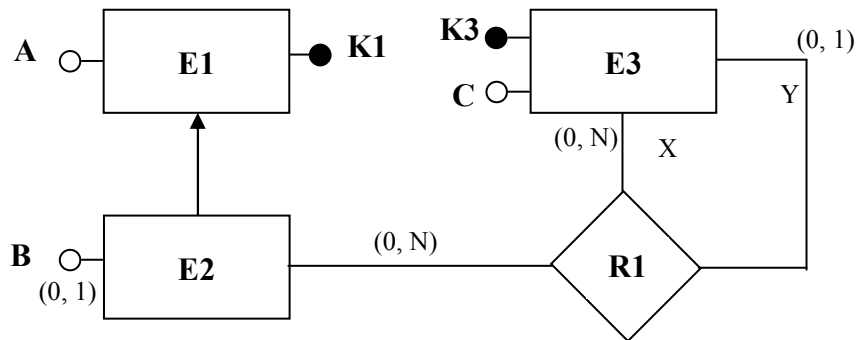 A
E1
K1
K3
C
E3
(0, 1)
Y
(0, N)
X
B
(0, 1)
E2
(0, N)
R1